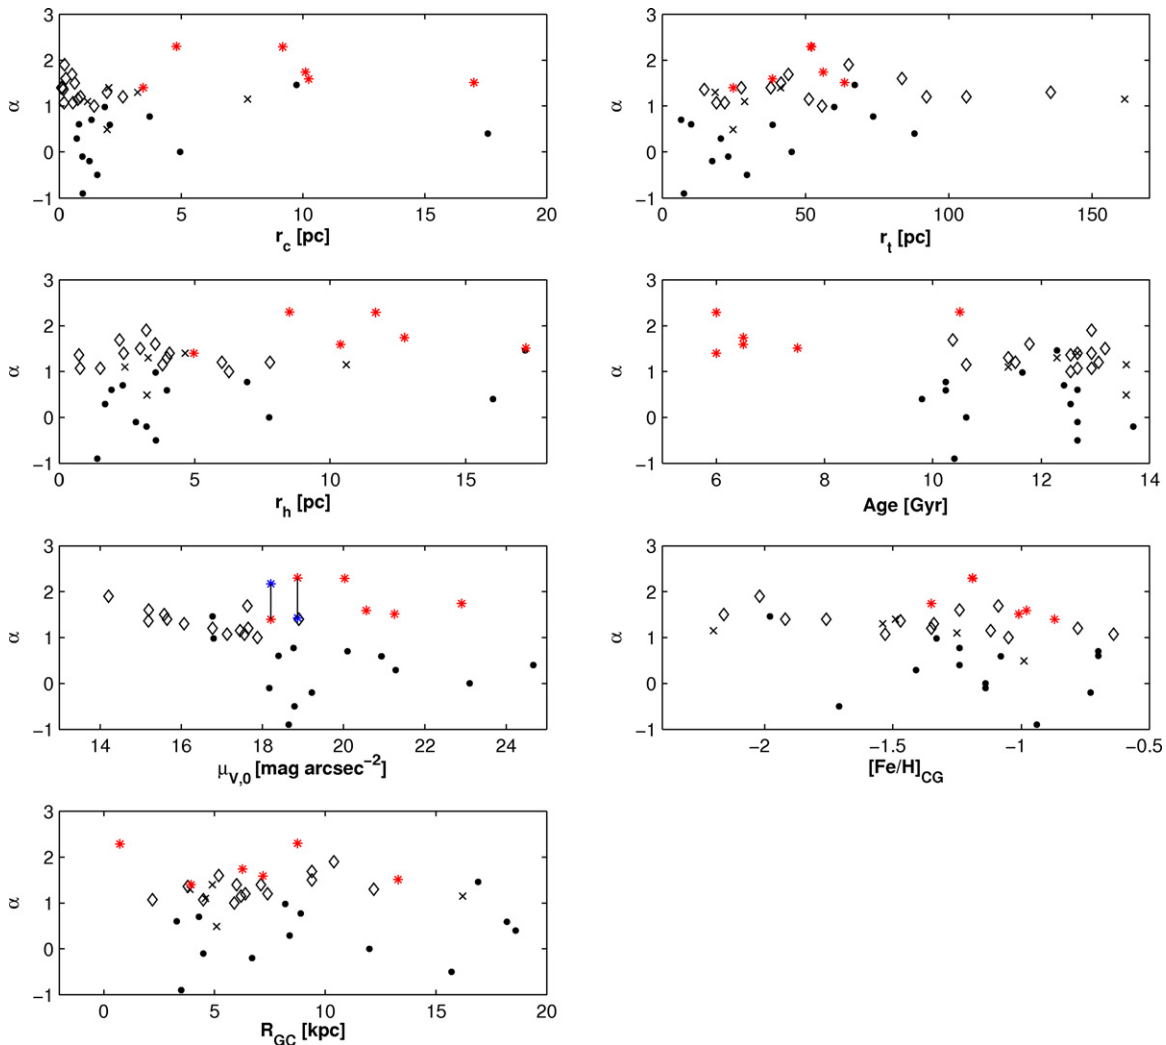 3
2
1
0
−1
α
0 5 10 15 20
r_c [pc]
3
2
1
0
−1
α
0 50 100 150
r_t [pc]
3
2
1
0
−1
α
0 5 10 15
r_h [pc]
3
2
1
0
−1
α
6 8 10 12 14
Age [Gyr]
3
2
1
0
−1
α
14 16 18 20 22 24
μ_V,0 [mag arcsec⁻²]
3
2
1
0
−1
α
−2 −1.5 −1 −0.5
[Fe/H]_CG
3
2
1
0
−1
α
0 5 10 15 20
R_GC [kpc]